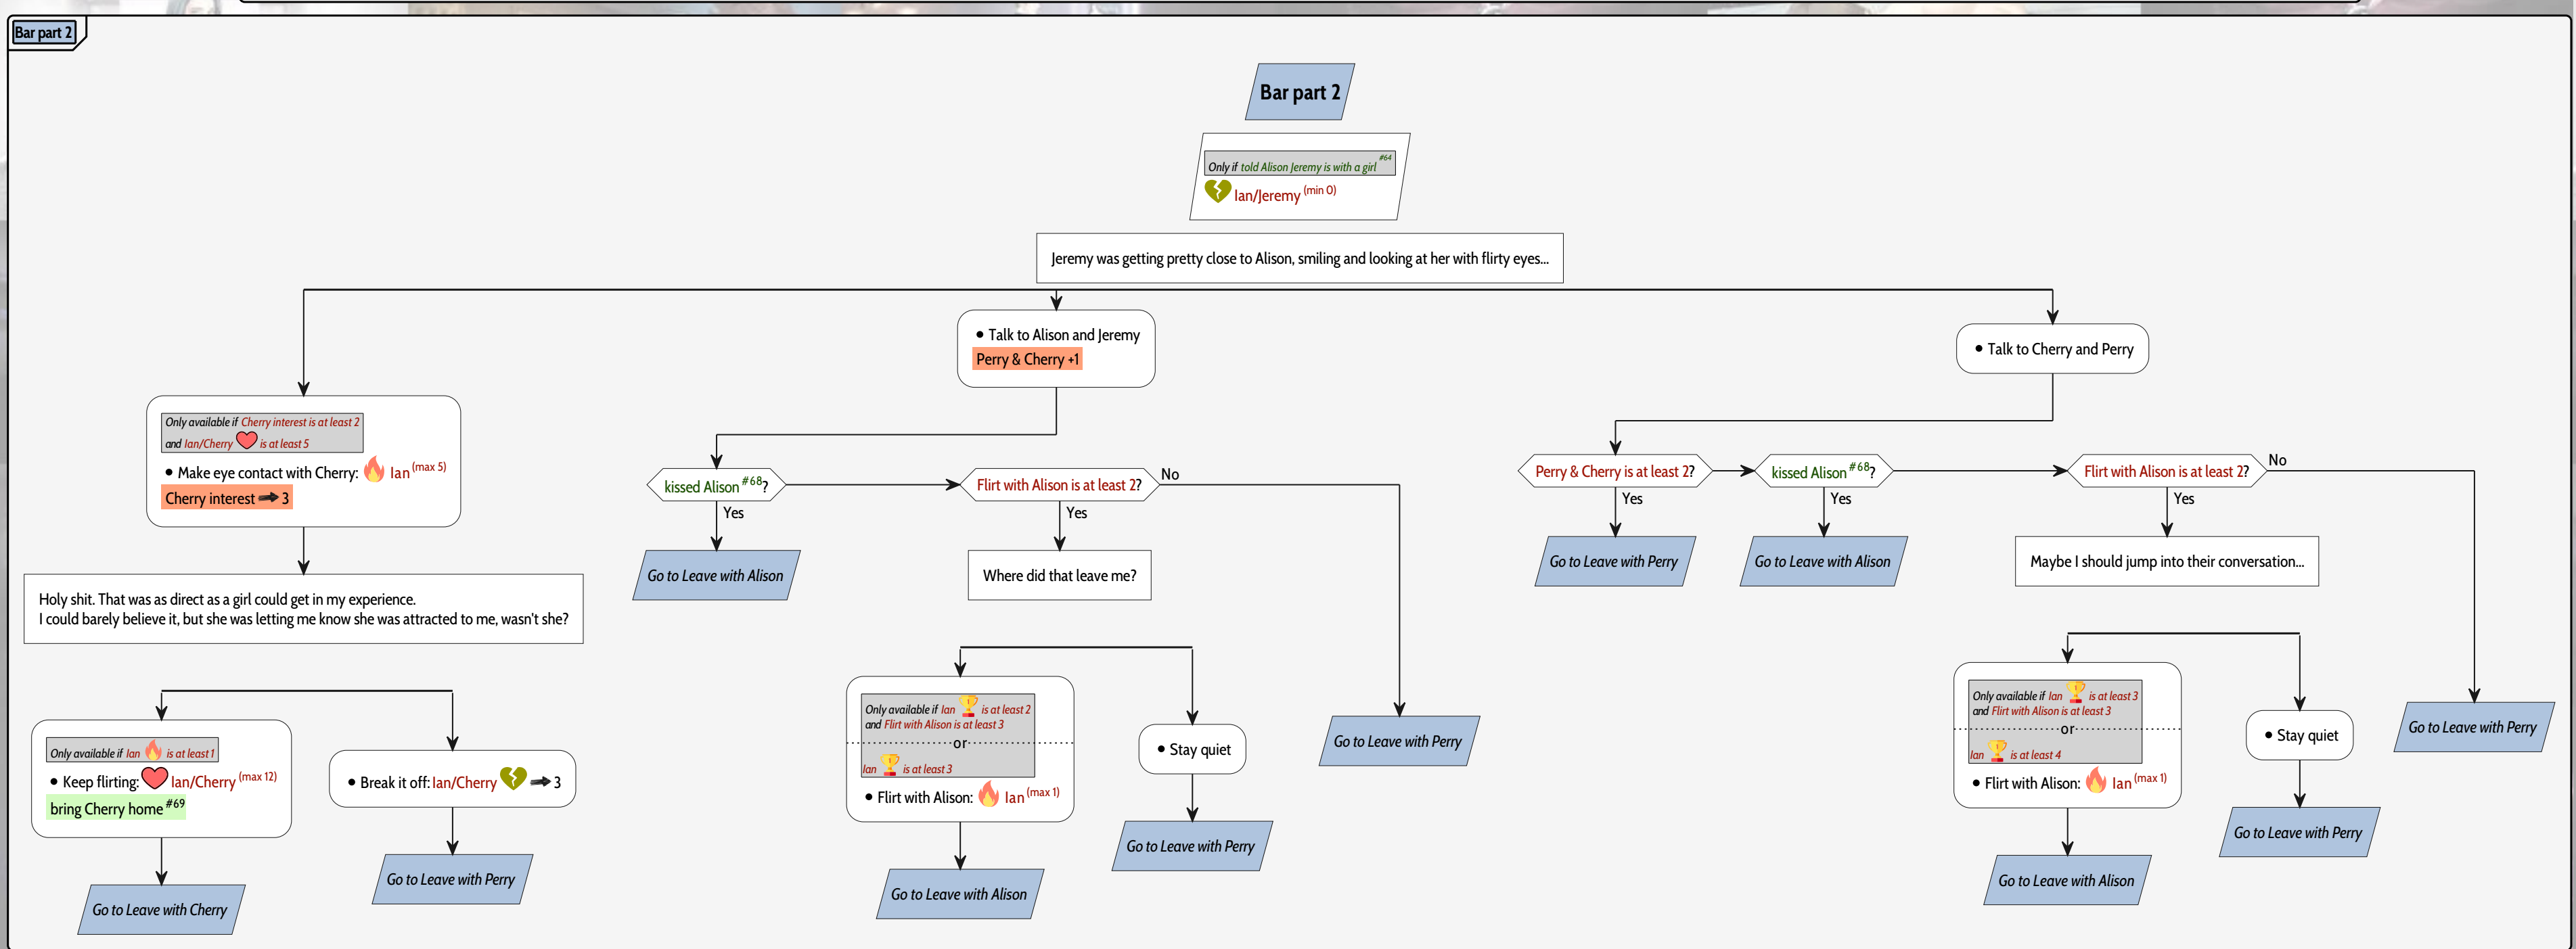 Bar part 2
Bar part 2
Only if told Alison Jeremy is with a girl #64
Ian/Jeremy (min 0)
Jeremy was getting pretty close to Alison, smiling and looking at her with flirty eyes...
Only available if Cherry interest is at least 2
and Ian/Cherry is at least 5
• Make eye contact with Cherry: Ian (max 5)
Cherry interest 3
Holy shit. That was as direct as a girl could get in my experience.
I could barely believe it, but she was letting me know she was attracted to me, wasn't she?
Only available if Ian is at least 1
• Keep flirting: Ian/Cherry (max 12)
bring Cherry home #69
Go to Leave with Cherry
• Break it off: Ian/Cherry 3
Go to Leave with Perry
• Talk to Alison and Jeremy
Perry & Cherry +1
kissed Alison #68?
Yes
Go to Leave with Alison
Flirt with Alison is at least 2?
No
Yes
Where did that leave me?
Only available if Ian is at least 2
and Flirt with Alison is at least 3
or
Ian is at least 3
• Flirt with Alison: Ian (max 1)
Go to Leave with Alison
• Stay quiet
Go to Leave with Perry
Go to Leave with Perry
• Talk to Cherry and Perry
Perry & Cherry is at least 2?
Yes
Go to Leave with Perry
kissed Alison #68?
Yes
Go to Leave with Alison
Flirt with Alison is at least 2?
No
Yes
Maybe I should jump into their conversation...
Only available if Ian is at least 3
and Flirt with Alison is at least 3
or
Ian is at least 4
• Flirt with Alison: Ian (max 1)
Go to Leave with Alison
• Stay quiet
Go to Leave with Perry
Go to Leave with Perry